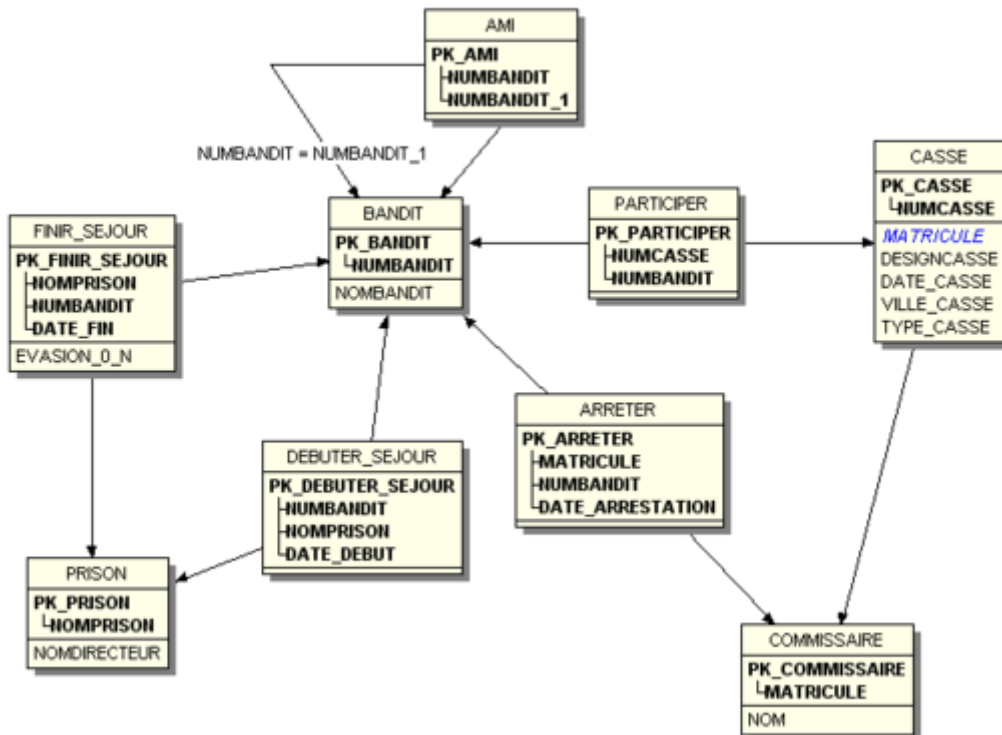 AMI
PK_AMI
NUMBANDIT
NUMBANDIT_1
NUMBANDIT = NUMBANDIT_1
CASSE
PK_CASSE
NUMCASSE
MATRICULE
DESIGNCASSE
DATE_CASSE
VILLE_CASSE
TYPE_CASSE
BANDIT
PK_BANDIT
NUMBANDIT
NOMBANDIT
PARTICIPER
PK_PARTICIPER
NUMCASSE
NUMBANDIT
FINIR_SEJOUR
PK_FINIR_SEJOUR
NOMPRISON
NUMBANDIT
DATE_FIN
EVASION_0_N
ARRETER
PK_ARRETER
MATRICULE
NUMBANDIT
DATE_ARRESTATION
DEBUTER_SEJOUR
PK_DEBUTER_SEJOUR
NUMBANDIT
NOMPRISON
DATE_DEBUT
PRISON
PK_PRISON
NOMPRISON
NOMDIRECTEUR
COMMISSAIRE
PK_COMMISSAIRE
MATRICULE
NOM